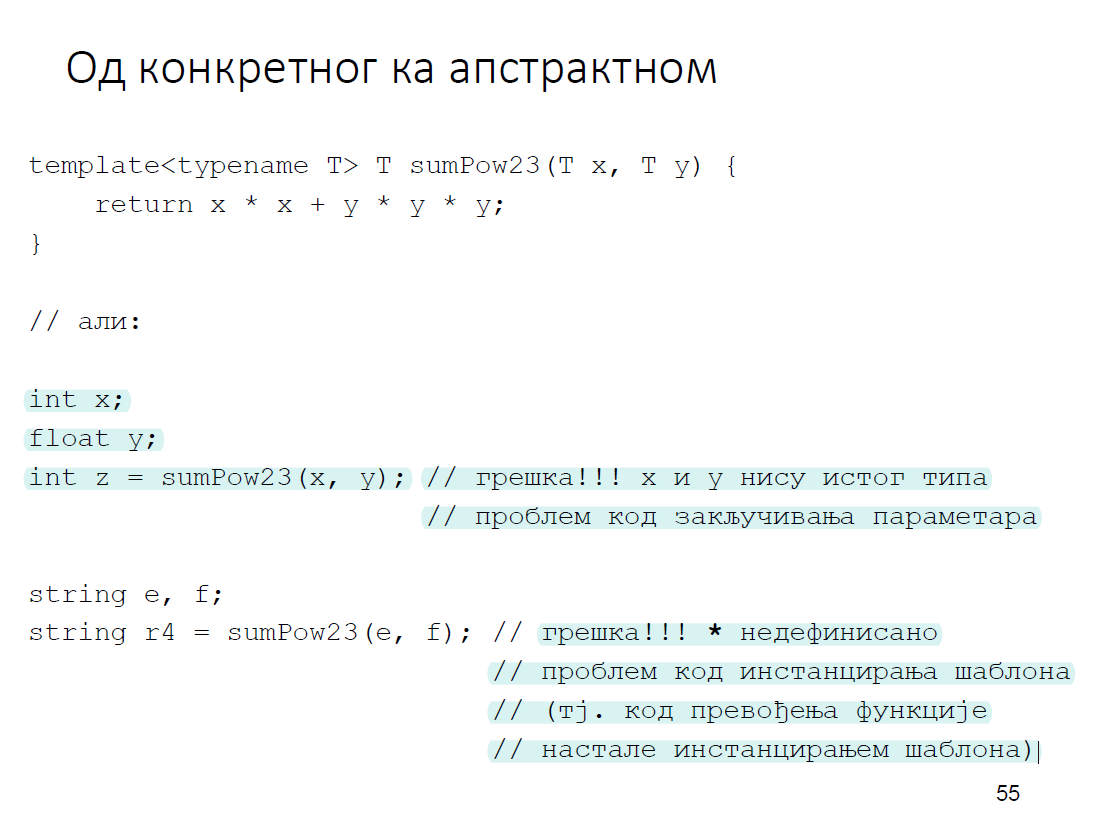 Од конкретног ка апстрактном
template<typename T> T sumPow23(T x, T y) {
    return x * x + y * y * y;
}
// али:
int x;
float y;
int z = sumPow23(x, y); // грешка!!! x и y нису истог типа
// проблем код закључивања параметара
string e, f;
string r4 = sumPow23(e, f); // грешка!!! * недефинисано
// проблем код инстанцирања шаблона
// (тј. код превођења функције
// настале инстанцирањем шаблона)
55